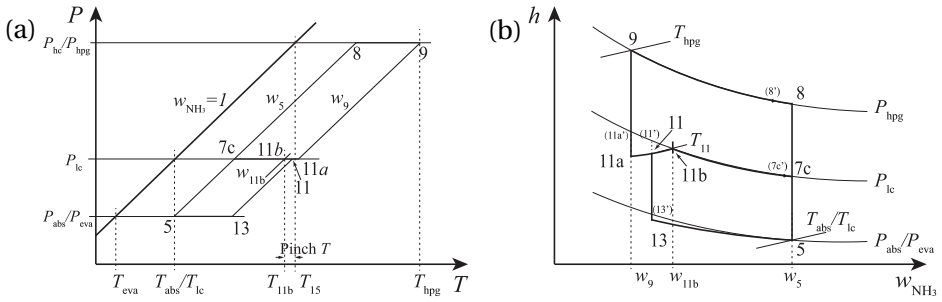 (a)
P
P_hc/P_hpg
8
9
w_NH₃=1
w_5
w_9
P_lc
7c
11b
11a
w_11b
11
P_abs/P_eva
5
13
Pinch T
T_eva
T_abs/T_lc
T_11b
T_15
T_hpg
T
(b)
h
9
T_hpg
(8')
8
P_hpg
(11a')
(11')
11
T_11
11a
11b
(7c')
7c
P_lc
(13')
13
T_abs/T_lc
5
P_abs/P_eva
w_9
w_11b
w_5
w_NH₃